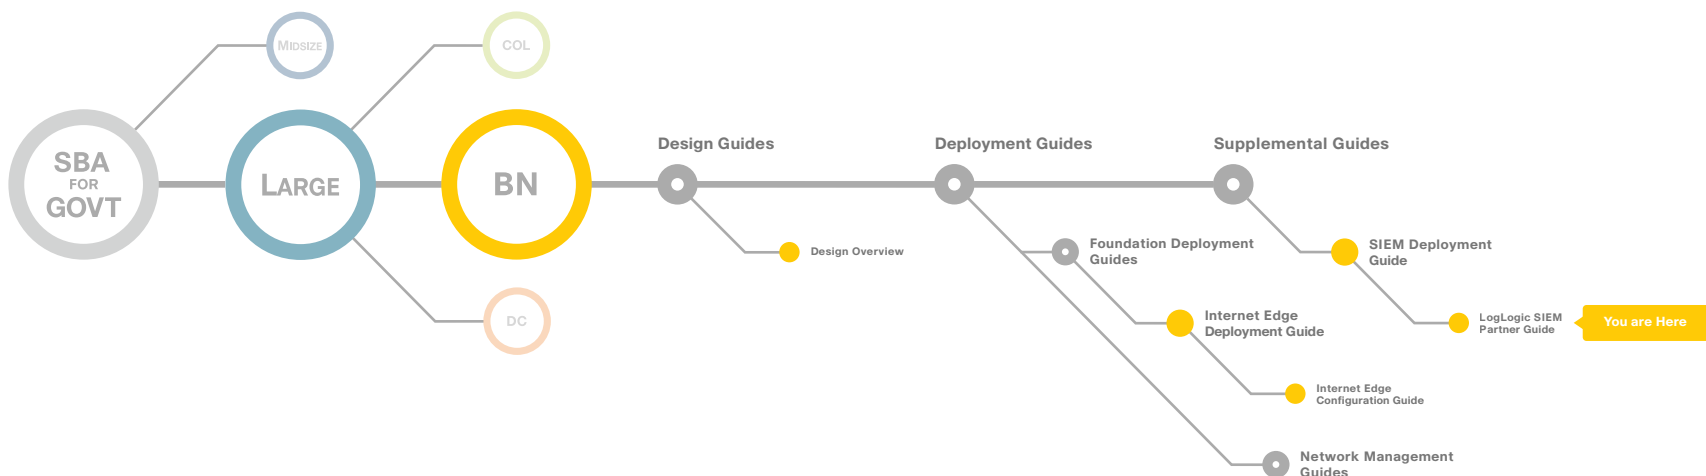 MIDSIZE
COL
SBA
FOR
GOVT
LARGE
BN
DC
Design Guides
Deployment Guides
Supplemental Guides
Design Overview
Foundation Deployment
Guides
SIEM Deployment
Guide
Internet Edge
Deployment Guide
LogLogic SIEM
Partner Guide
You are Here
Internet Edge
Configuration Guide
Network Management
Guides